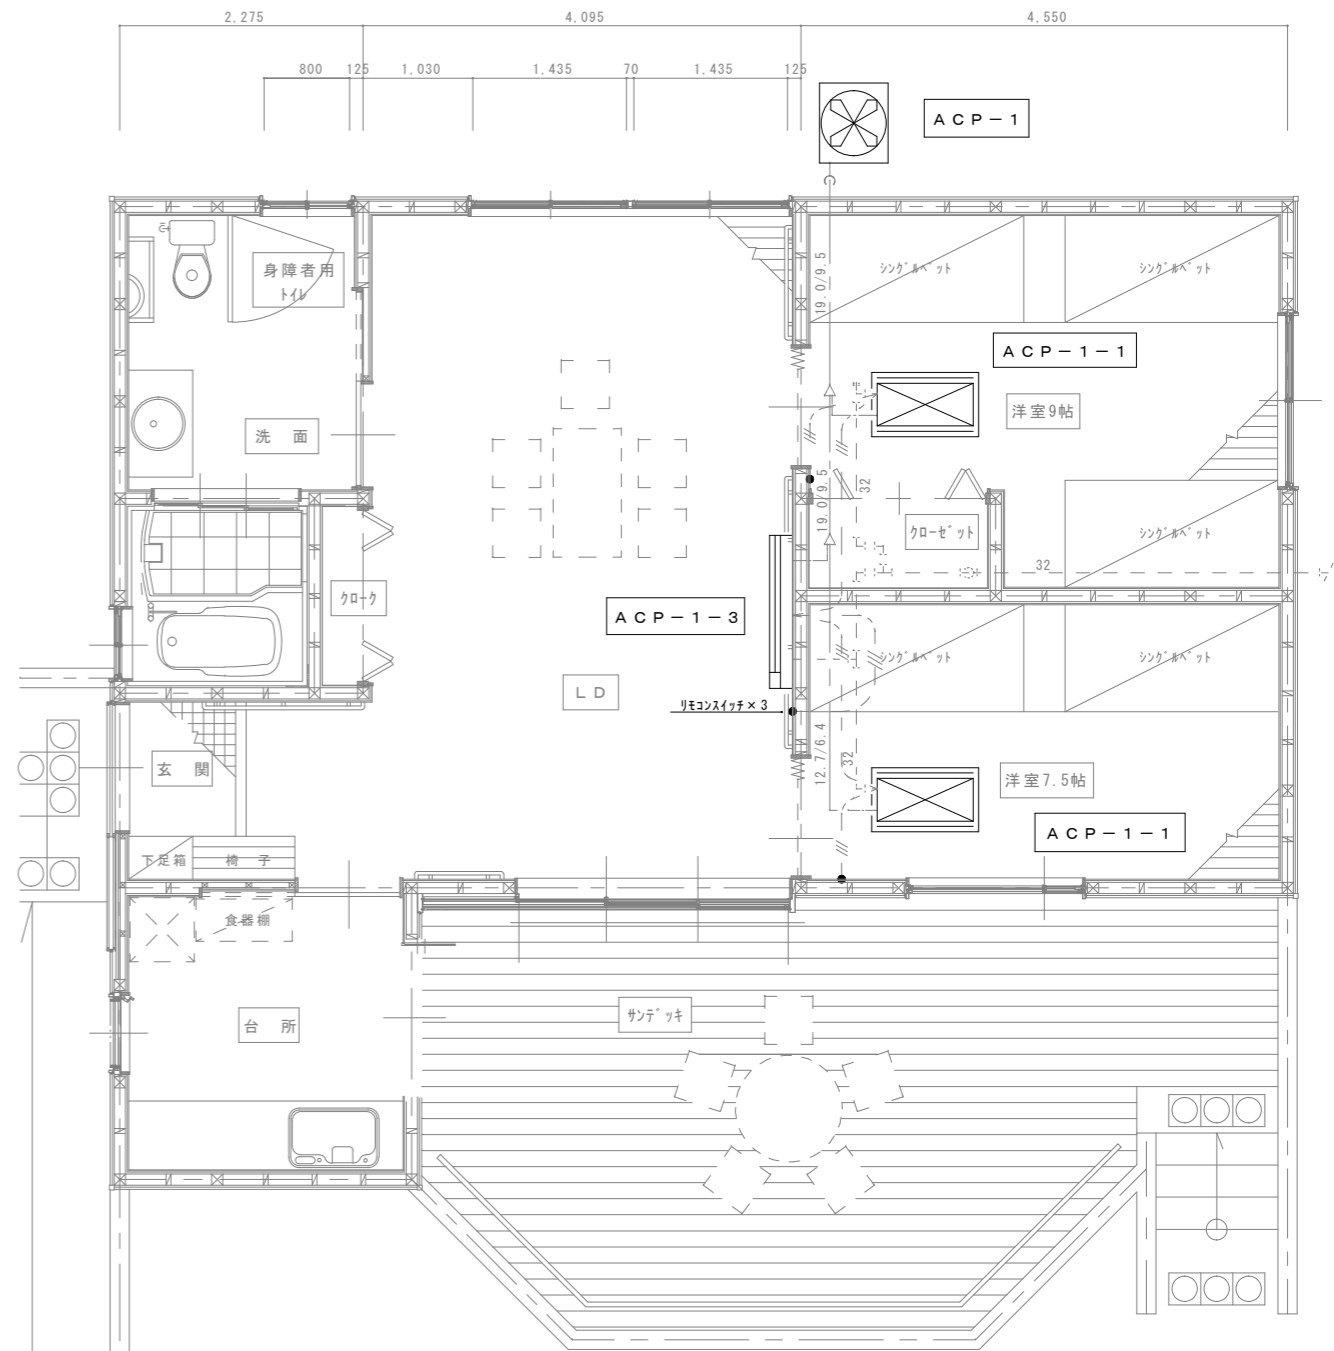 2,275
4,095
4,550
800
125
1,030
1,435
70
1,435
125
ACP-1
身障者用
トイレ
シングルベット
シングルベット
19.0/9.5
ACP-1-1
洋室9帖
洗 面
19.0/9.5
32
クローゼット
シングルベット
32
クローク
ACP-1-3
シングルベット
シングルベット
LD
リモコンスイッチ×3
12.7/6.4
32
玄 関
洋室7.5帖
ACP-1-1
下足箱
椅 子
食器棚
台 所
サンデッキ